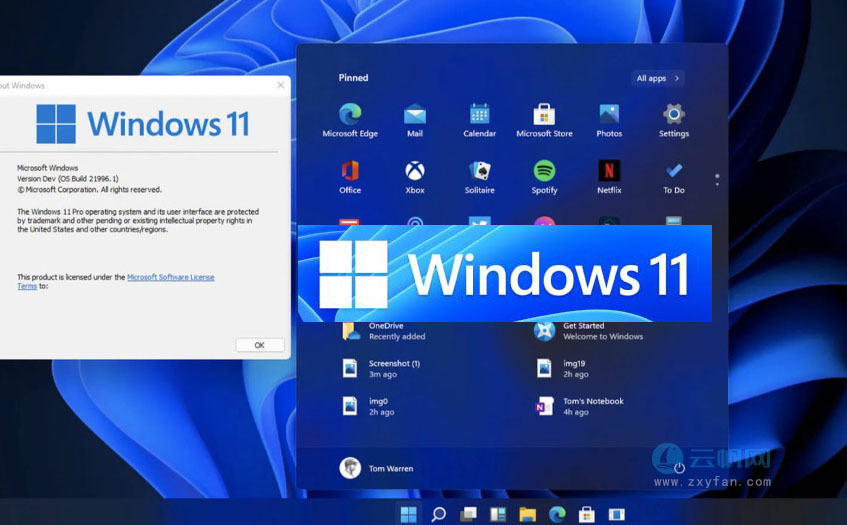 out Windows
Windows 11
Microsoft Windows
Version Dev (OS Build 21996.1)
© Microsoft Corporation. All rights reserved.
The Windows 11 Pro operating system and its user interface are protected
by trademark and other pending or existing intellectual property rights in
the United States and other countries/regions.
This product is licensed under the Microsoft Software License
Terms to:
OK
Pinned
All apps
Microsoft Edge
Mail
Calendar
Microsoft Store
Photos
Settings
Office
Xbox
Solitaire
Spotify
N
Netflix
To Do
Windows 11
OneDrive
Recently added
Get Started
Welcome to Windows
Screenshot (1)
3m ago
img19
2h ago
img0
2h ago
N
Tom's Notebook
4h ago
Tom Warren
云帆网
www.zxyfan.com